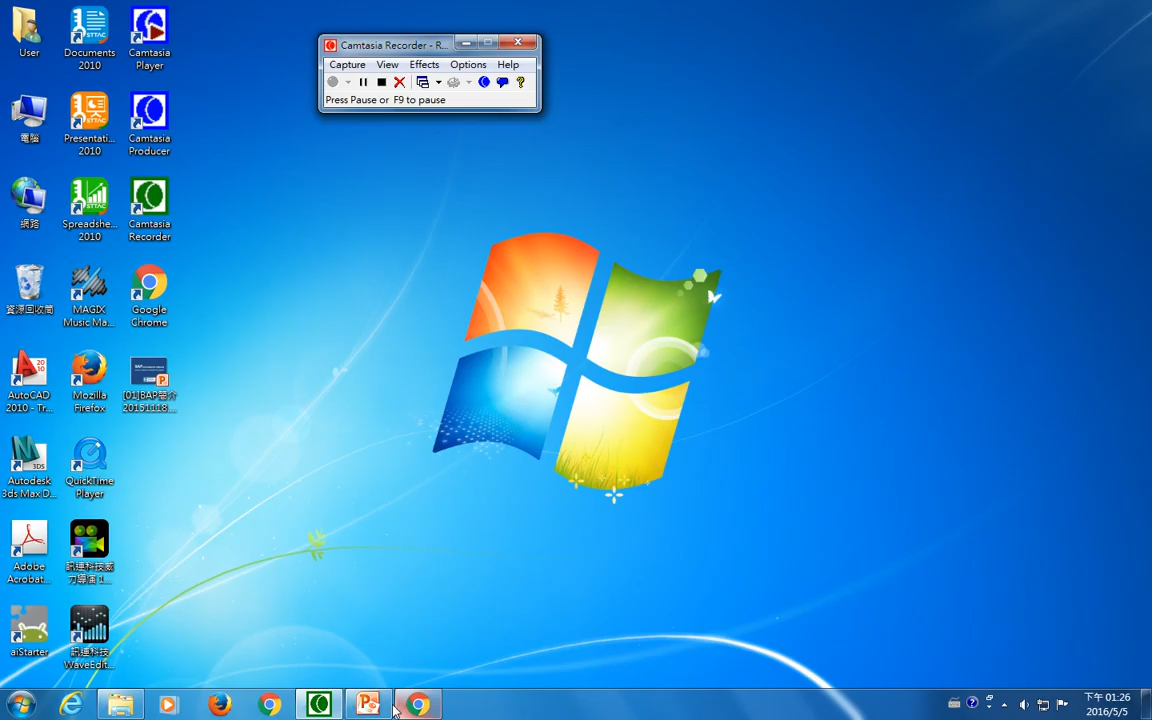 User
Documents
2010
Camtasia
Player
電腦
Presentati...
2010
Camtasia
Producer
網路
Spreadshe...
2010
Camtasia
Recorder
資源回收筒
MAGIX
Music Ma...
Google
Chrome
AutoCAD
2010 - Tr...
Mozilla
Firefox
[01]BAP簡介
20151118...
Autodesk
3ds Max D...
QuickTime
Player
Adobe
Acrobat...
訊連科技威
力導演 1...
aiStarter
訊連科技
WaveEdit...
Camtasia Recorder - R...
Capture View Effects Options Help
Press Pause or F9 to pause
下午 01:26
2016/5/5